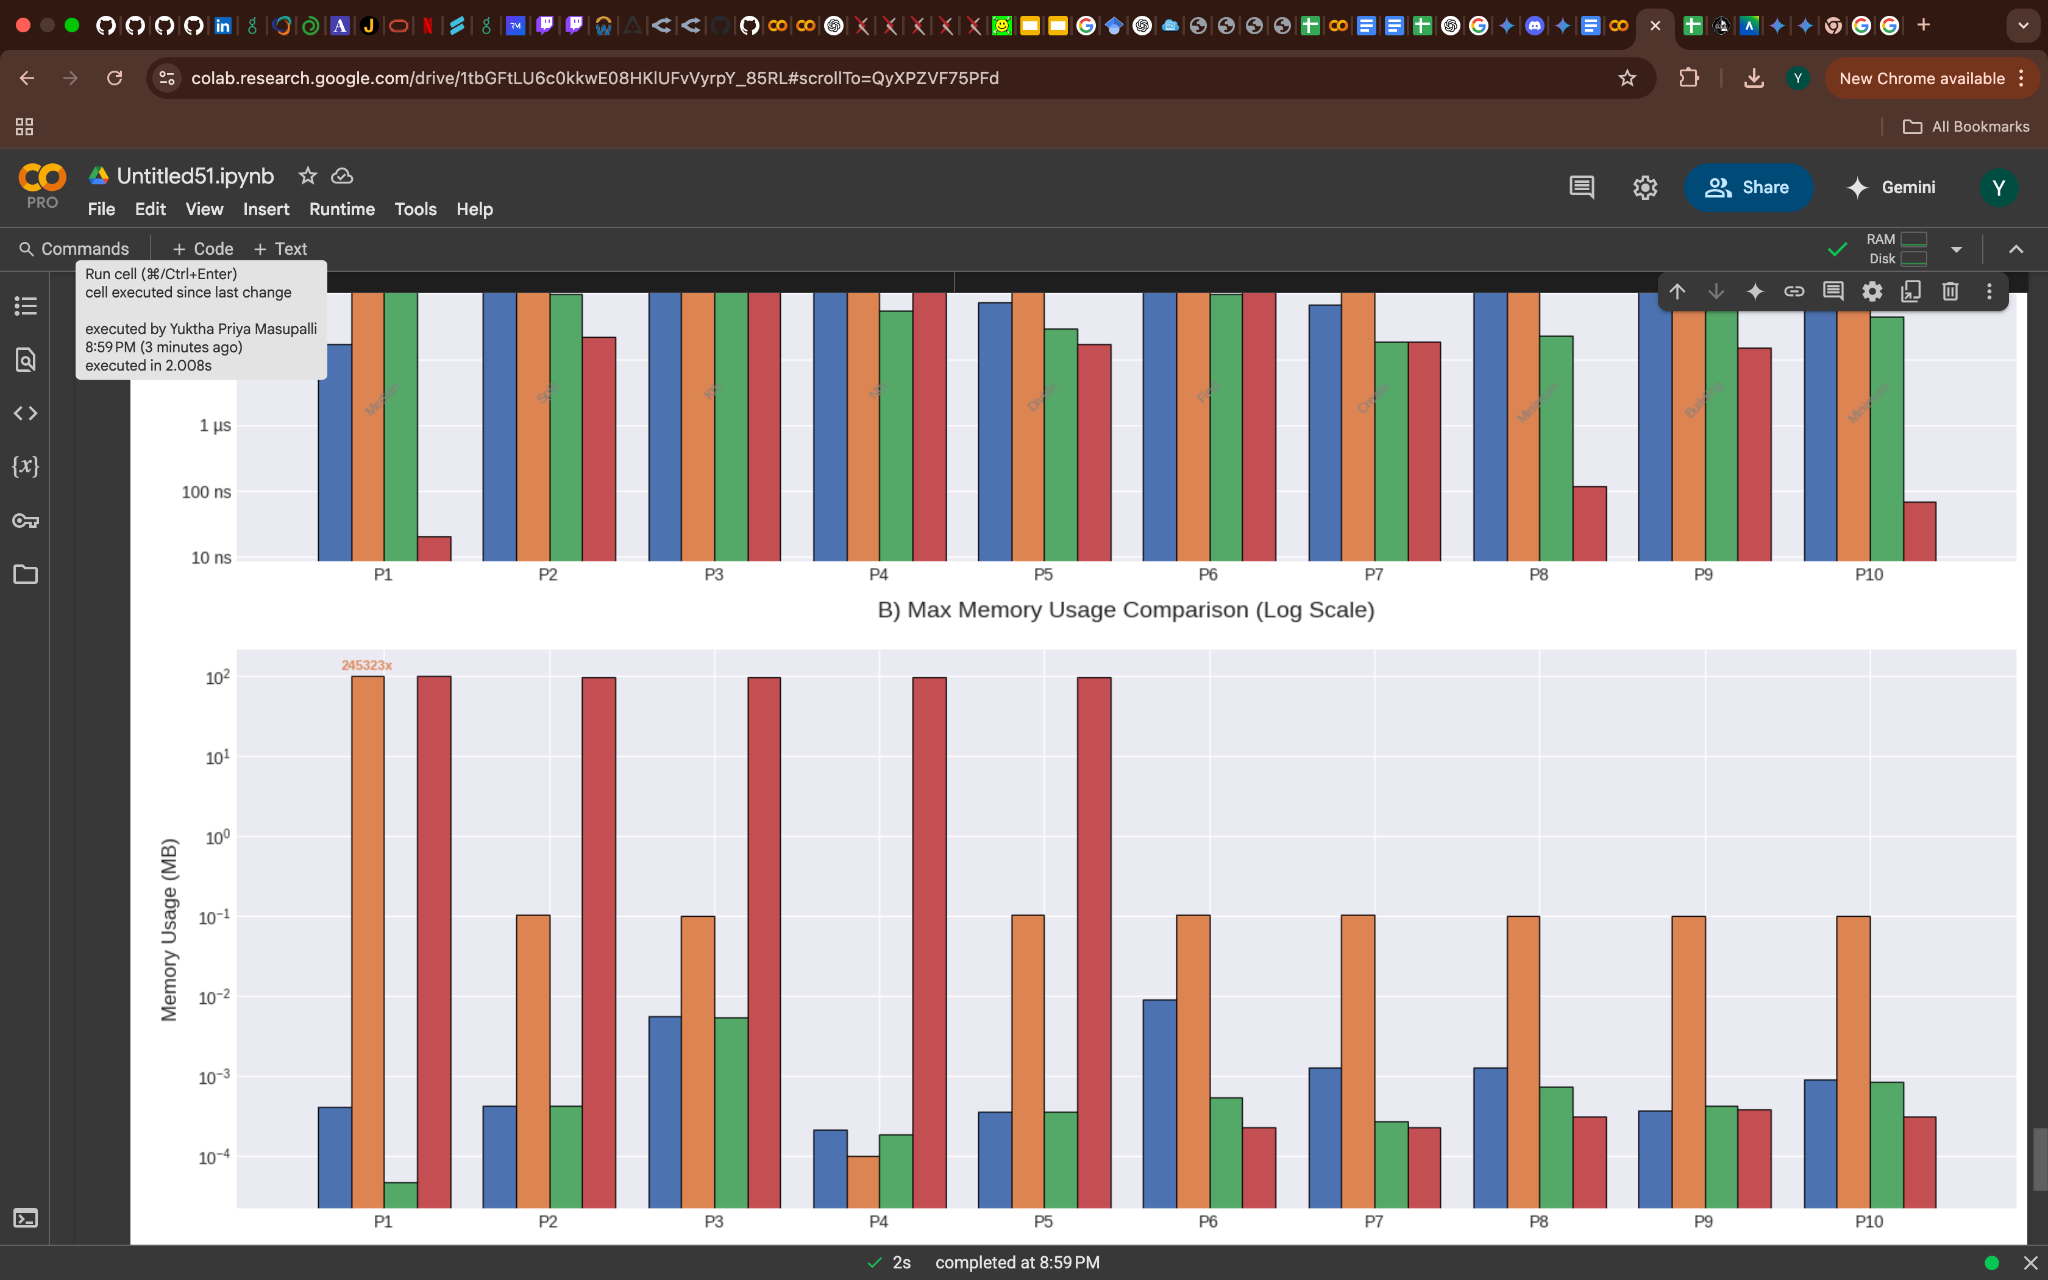 colab.research.google.com/drive/1tbGFtLU6c0kkwE08HKlUFvVyrpY_85RL#scrollTo=QyXPZVF75PFd
New Chrome available
All Bookmarks
PRO
Untitled51.ipynb
File Edit View Insert Runtime Tools Help
Share
Gemini
Y
Commands
+ Code + Text
RAM
Disk
Run cell (⌘/Ctrl+Enter)
cell executed since last change
executed by Yuktha Priya Masupalli
8:59 PM (3 minutes ago)
executed in 2.008s
1 µs
100 ns
10 ns
P1 P2 P3 P4 P5 P6 P7 P8 P9 P10
B) Max Memory Usage Comparison (Log Scale)
245323x
Memory Usage (MB)
10²
10¹
10⁰
10⁻¹
10⁻²
10⁻³
10⁻⁴
P1 P2 P3 P4 P5 P6 P7 P8 P9 P10
2s completed at 8:59 PM